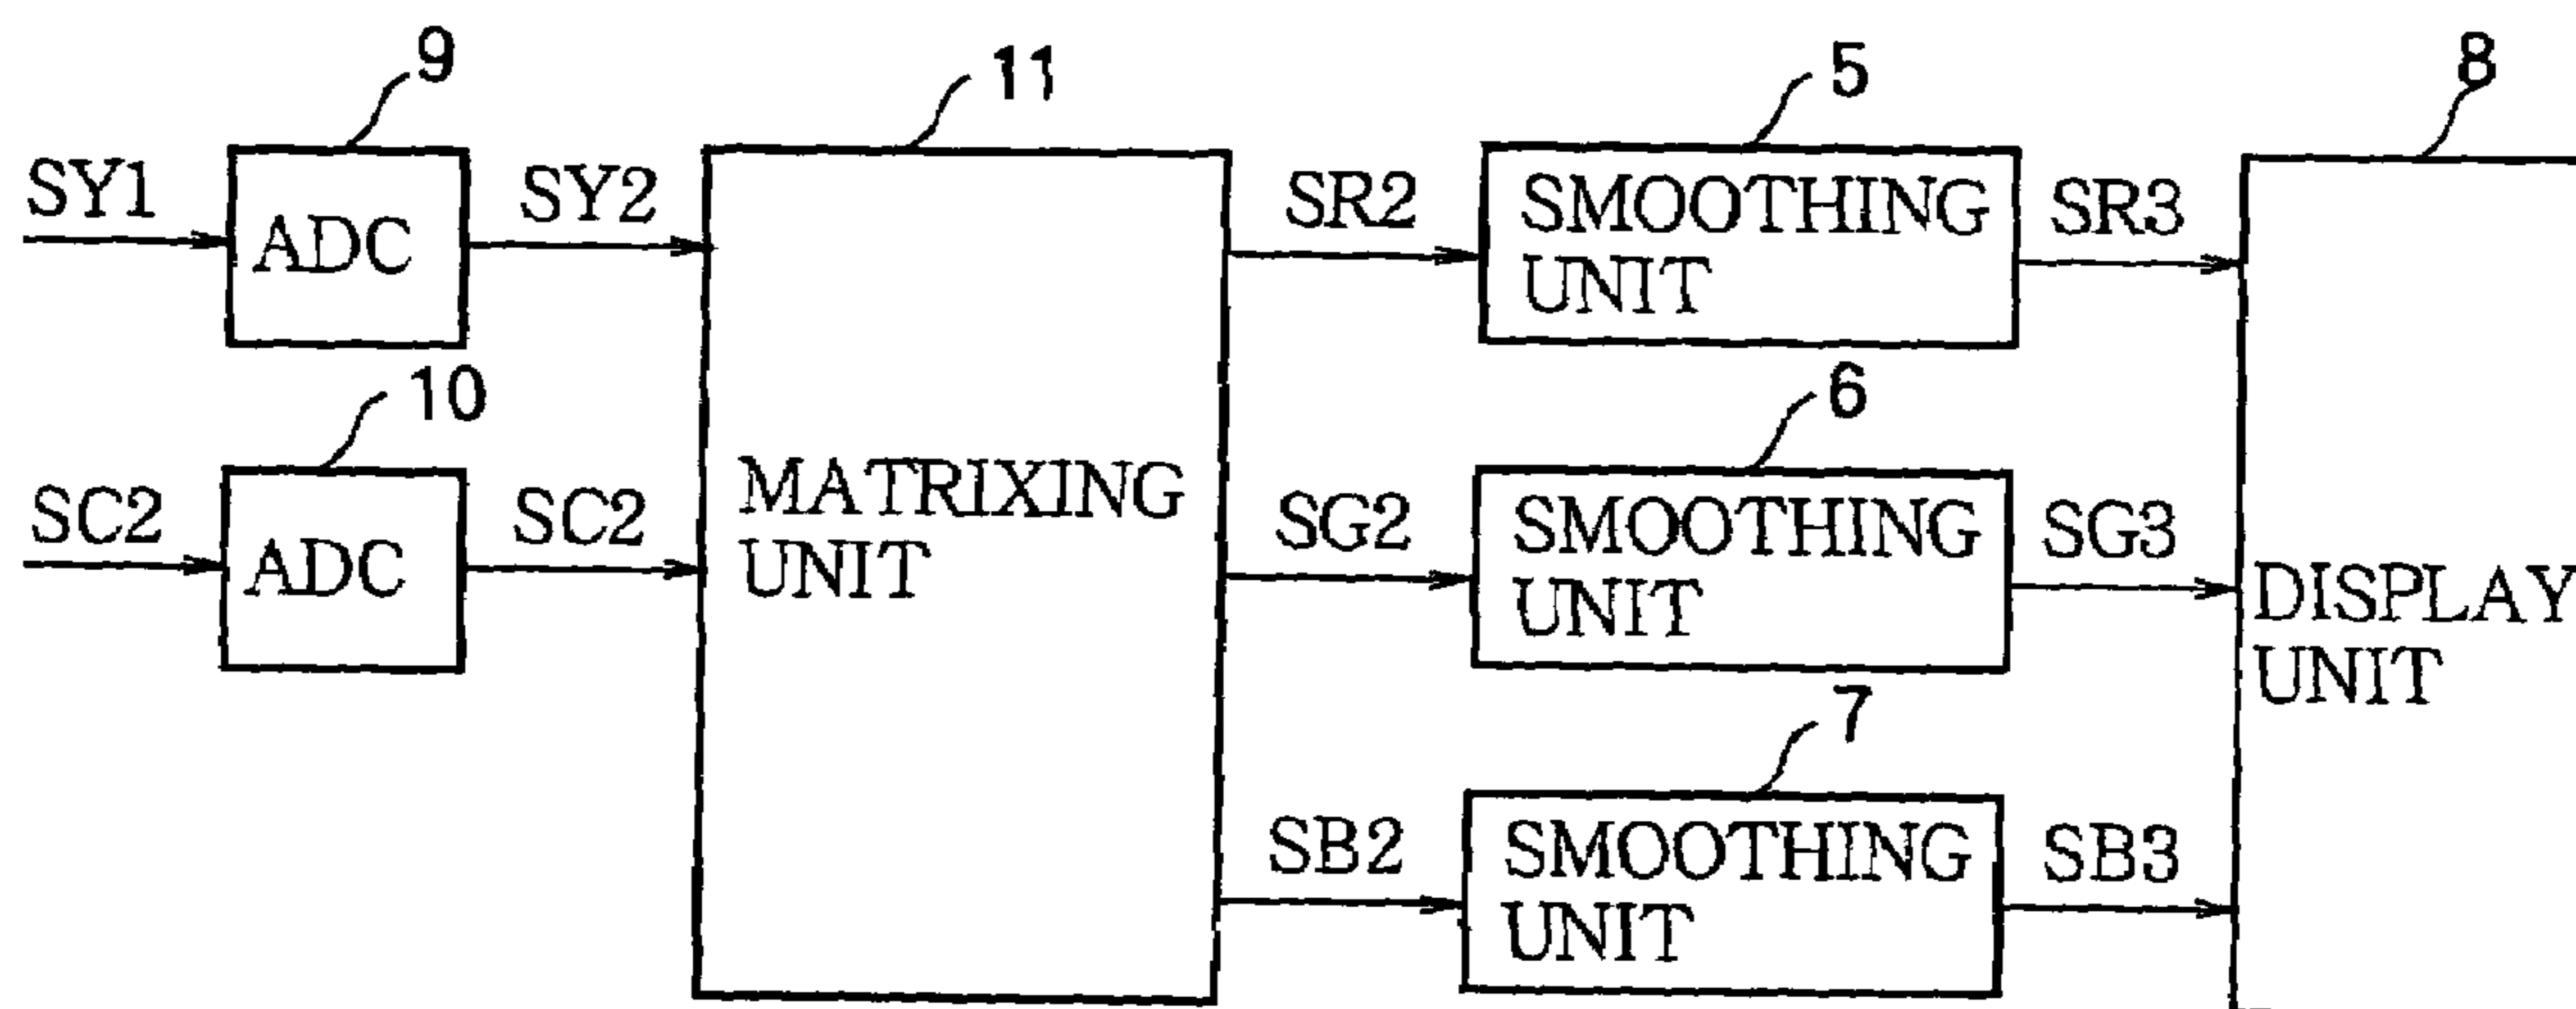 9
11
5
8
SY1
ADC
SY2
SR2
SMOOTHING
UNIT
SR3
10
6
SC2
ADC
SC2
MATRIXING
UNIT
SG2
SMOOTHING
UNIT
SG3
DISPLAY
UNIT
7
SB2
SMOOTHING
UNIT
SB3